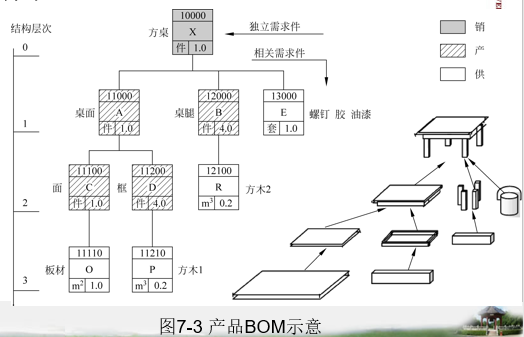 结构层次
0
1
2
3
10000
方桌 X
件 1.0
独立需求件
相关需求件
销
产
供
11000
桌面 A
件 1.0
12000
桌腿 B
件 4.0
13000
E 螺钉 胶 油漆
套 1.0
11100
面 C
件 1.0
11200
框 D
件 4.0
12100
R 方木2
m³ 0.2
11110
板材 O
m² 1.0
11210
P 方木1
m³ 0.2
图7-3 产品BOM示意